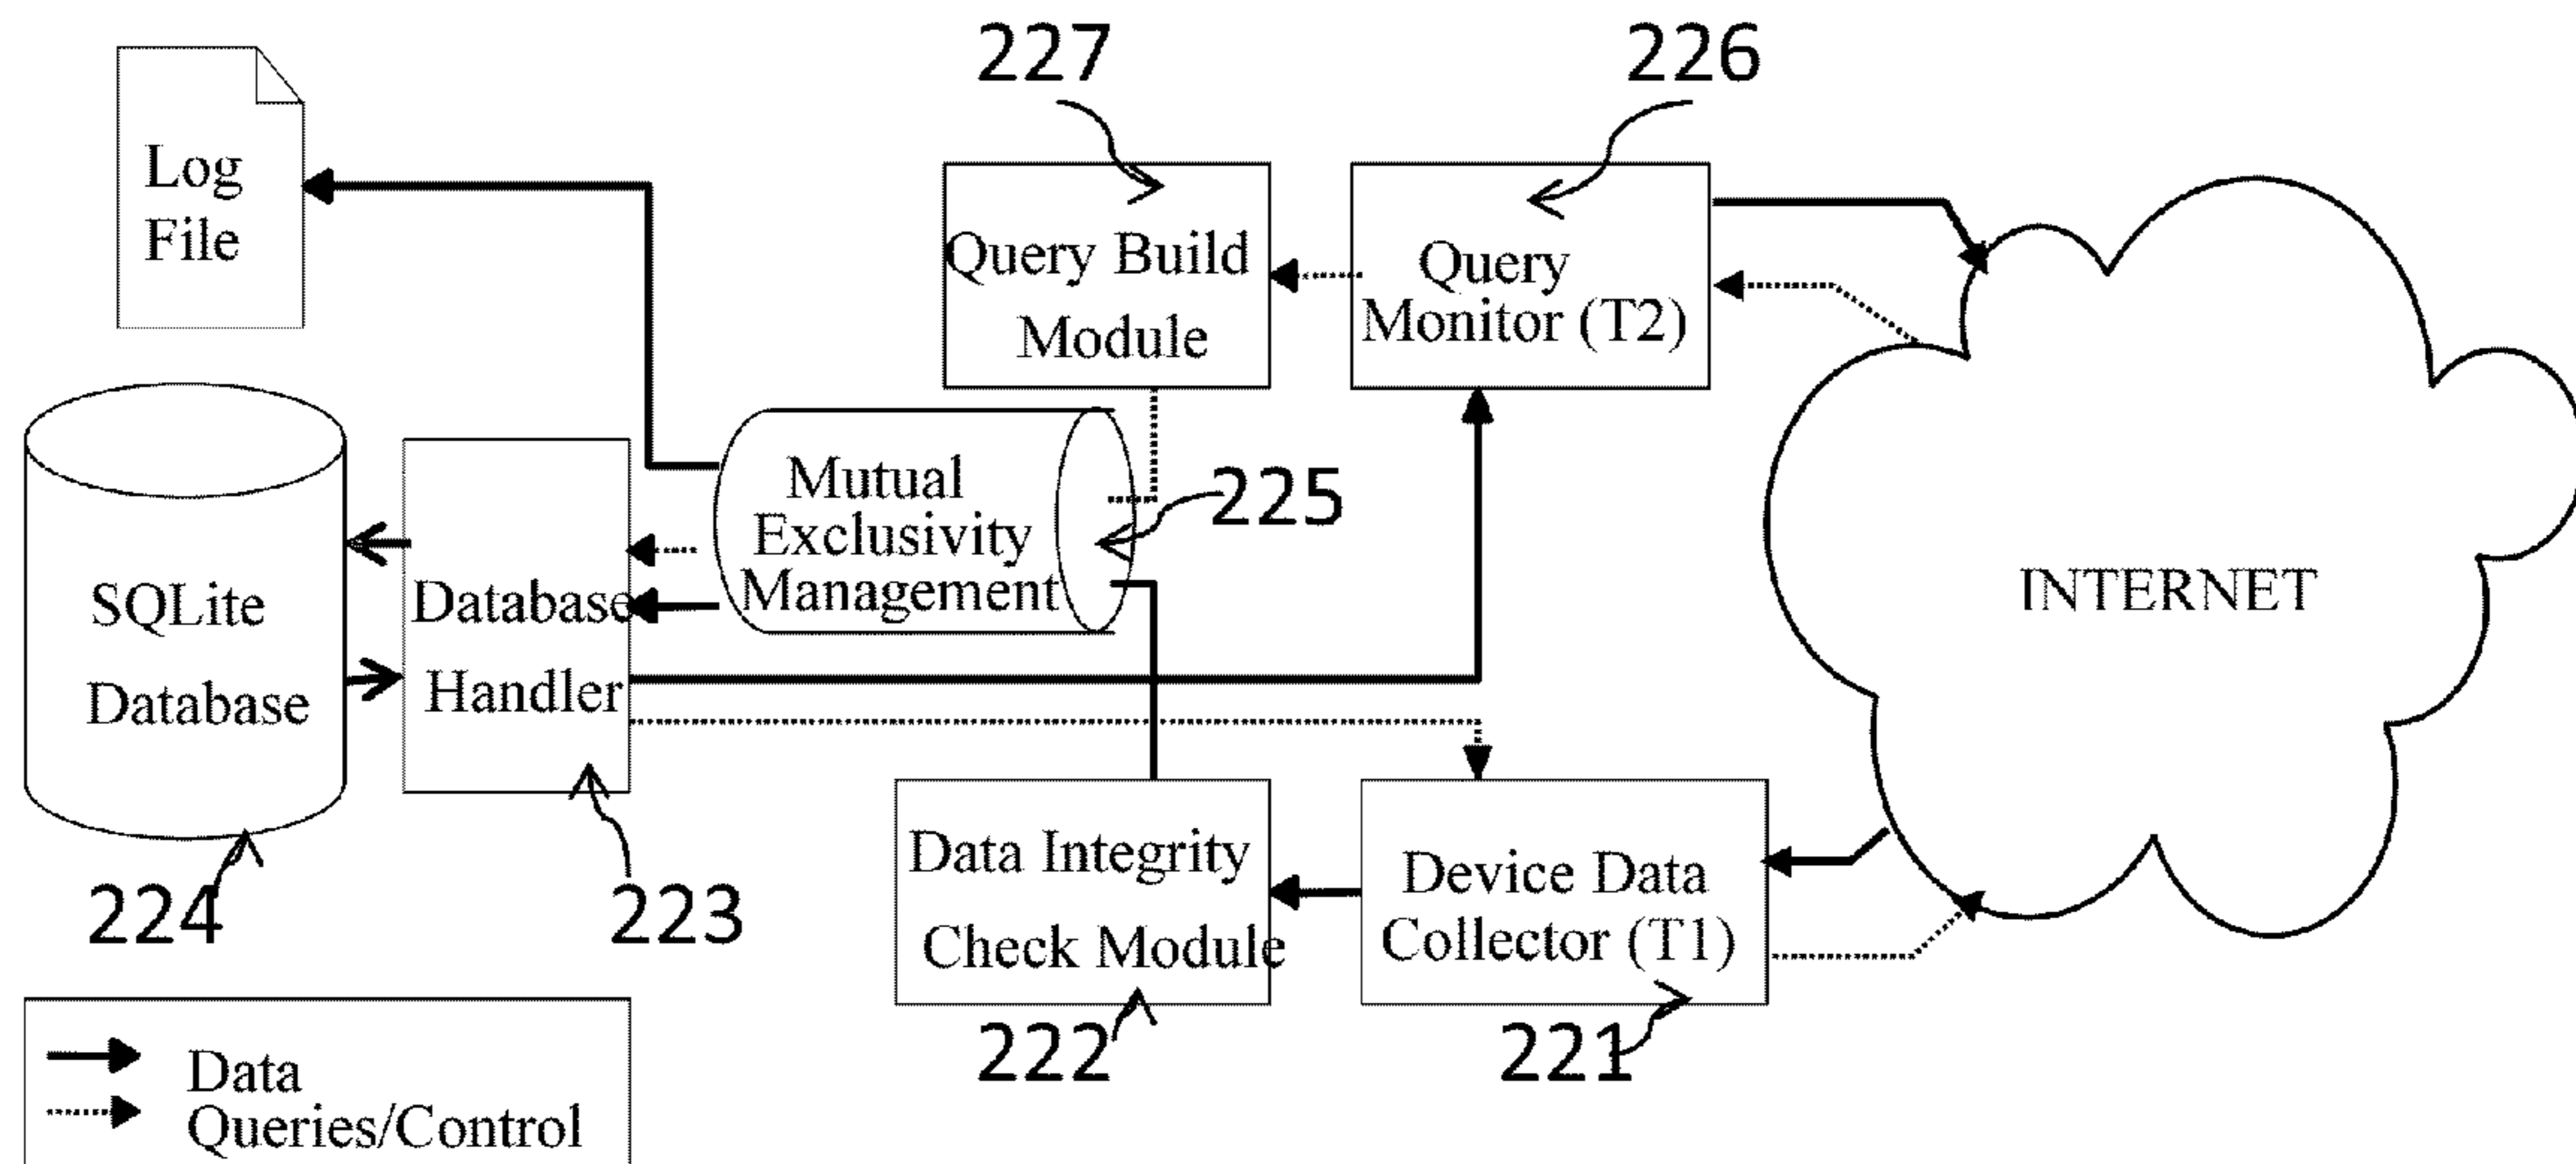 227
226
Log
File
Query Build
Module
Query
Monitor (T2)
Mutual
Exclusivity
Management
225
SQLite
Database
Database
Handler
INTERNET
Data Integrity
Check Module
Device Data
Collector (T1)
224
223
222
221
Data
Queries/Control